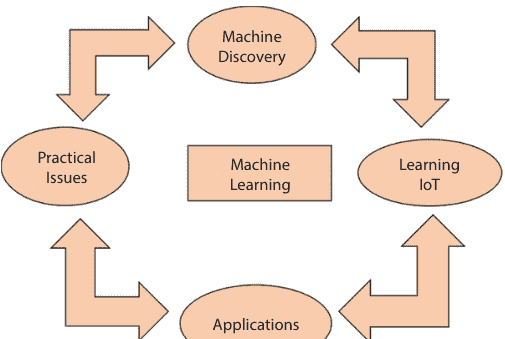 Machine
Discovery
Practical
Issues
Machine
Learning
Learning
IoT
Applications